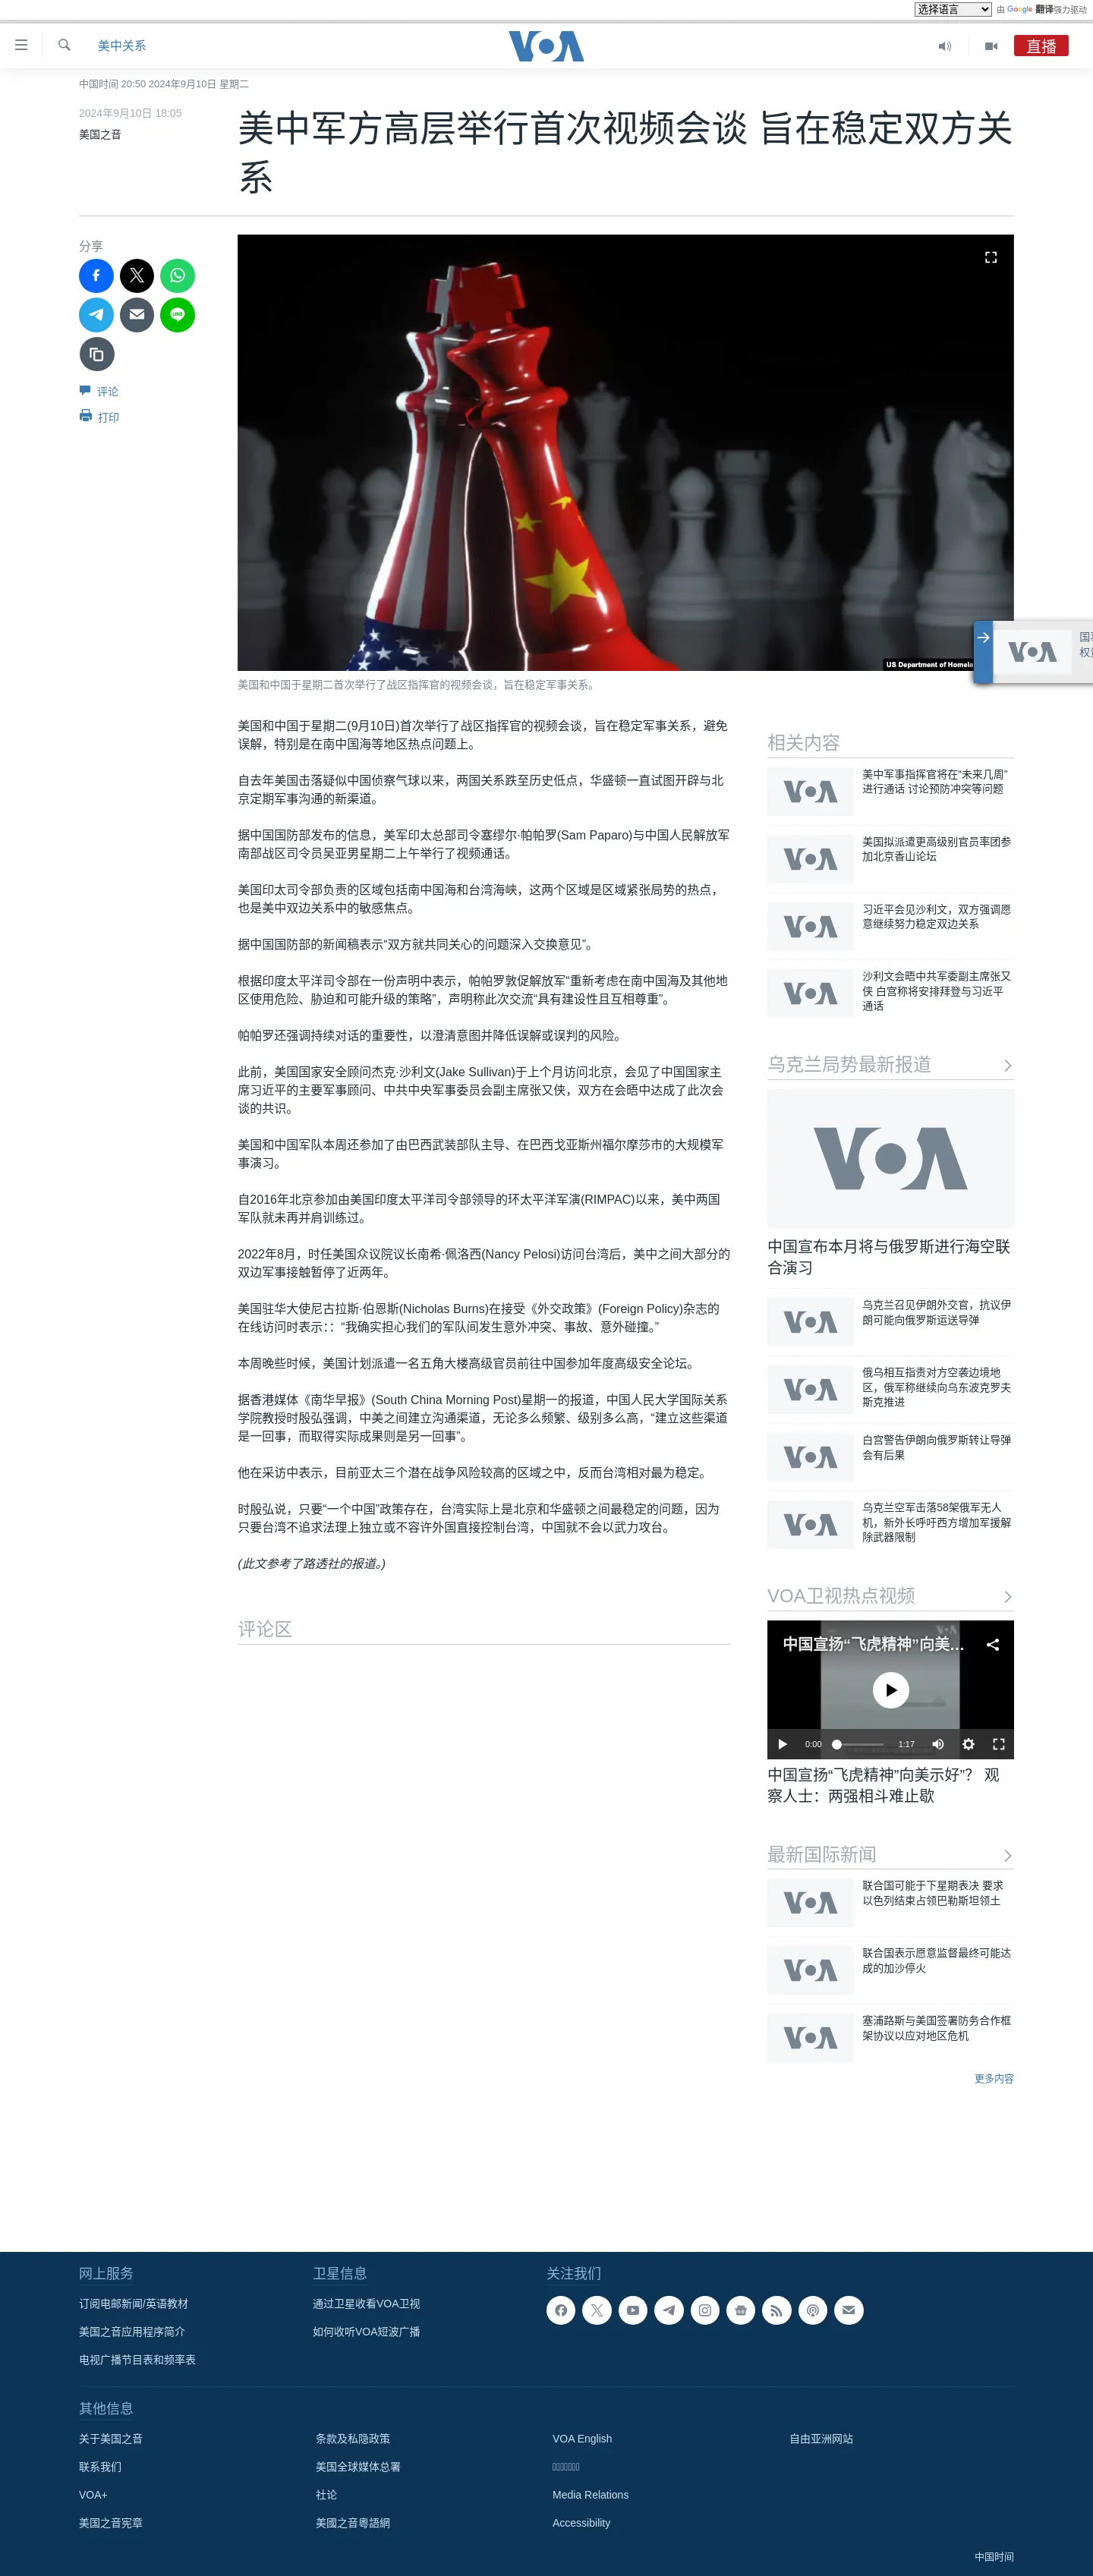 选择语言
由 Google 翻译强力驱动
美中关系
VOA
直播
中国时间 20:50 2024年9月10日 星期二
2024年9月10日 18:05
美国之音
美中军方高层举行首次视频会谈 旨在稳定双方关
系
分享
评论
打印
US Department of Homela
美国和中国于星期二首次举行了战区指挥官的视频会谈，旨在稳定军事关系。
美国和中国于星期二(9月10日)首次举行了战区指挥官的视频会谈，旨在稳定军事关系，避免
误解，特别是在南中国海等地区热点问题上。
自去年美国击落疑似中国侦察气球以来，两国关系跌至历史低点，华盛顿一直试图开辟与北
京定期军事沟通的新渠道。
据中国国防部发布的信息，美军印太总部司令塞缪尔·帕帕罗(Sam Paparo)与中国人民解放军
南部战区司令员吴亚男星期二上午举行了视频通话。
美国印太司令部负责的区域包括南中国海和台湾海峡，这两个区域是区域紧张局势的热点，
也是美中双边关系中的敏感焦点。
据中国国防部的新闻稿表示“双方就共同关心的问题深入交换意见”。
根据印度太平洋司令部在一份声明中表示，帕帕罗敦促解放军“重新考虑在南中国海及其他地
区使用危险、胁迫和可能升级的策略”，声明称此次交流“具有建设性且互相尊重”。
帕帕罗还强调持续对话的重要性，以澄清意图并降低误解或误判的风险。
此前，美国国家安全顾问杰克·沙利文(Jake Sullivan)于上个月访问北京，会见了中国国家主
席习近平的主要军事顾问、中共中央军事委员会副主席张又侠，双方在会晤中达成了此次会
谈的共识。
美国和中国军队本周还参加了由巴西武装部队主导、在巴西戈亚斯州福尔摩莎市的大规模军
事演习。
自2016年北京参加由美国印度太平洋司令部领导的环太平洋军演(RIMPAC)以来，美中两国
军队就未再并肩训练过。
2022年8月，时任美国众议院议长南希·佩洛西(Nancy Pelosi)访问台湾后，美中之间大部分的
双边军事接触暂停了近两年。
美国驻华大使尼古拉斯·伯恩斯(Nicholas Burns)在接受《外交政策》(Foreign Policy)杂志的
在线访问时表示:：“我确实担心我们的军队间发生意外冲突、事故、意外碰撞。”
本周晚些时候，美国计划派遣一名五角大楼高级官员前往中国参加年度高级安全论坛。
据香港媒体《南华早报》(South China Morning Post)星期一的报道，中国人民大学国际关系
学院教授时殷弘强调，中美之间建立沟通渠道，无论多么频繁、级别多么高，“建立这些渠道
是一回事，而取得实际成果则是另一回事”。
他在采访中表示，目前亚太三个潜在战争风险较高的区域之中，反而台湾相对最为稳定。
时殷弘说，只要“一个中国”政策存在，台湾实际上是北京和华盛顿之间最稳定的问题，因为
只要台湾不追求法理上独立或不容许外国直接控制台湾，中国就不会以武力攻台。
(此文参考了路透社的报道。)
评论区
VOA
相关内容
VOA
美中军事指挥官将在“未来几周”
进行通话 讨论预防冲突等问题
VOA
美国拟派遣更高级别官员率团参
加北京香山论坛
VOA
习近平会见沙利文，双方强调愿
意继续努力稳定双边关系
VOA
沙利文会晤中共军委副主席张又
侠 白宫称将安排拜登与习近平
通话
乌克兰局势最新报道
VOA
中国宣布本月将与俄罗斯进行海空联
合演习
VOA
乌克兰召见伊朗外交官，抗议伊
朗可能向俄罗斯运送导弹
VOA
俄乌相互指责对方空袭边境地
区，俄军称继续向乌东波克罗夫
斯克推进
VOA
白宫警告伊朗向俄罗斯转让导弹
会有后果
VOA
乌克兰空军击落58架俄军无人
机，新外长呼吁西方增加军援解
除武器限制
VOA卫视热点视频
中国宣扬“飞虎精神”向美...
VOA
0:00
1:17
中国宣扬“飞虎精神”向美示好”？ 观
察人士：两强相斗难止歇
最新国际新闻
VOA
联合国可能于下星期表决 要求
以色列结束占领巴勒斯坦领土
VOA
联合国表示愿意监督最终可能达
成的加沙停火
VOA
塞浦路斯与美国签署防务合作框
架协议以应对地区危机
更多内容
网上服务
订阅电邮新闻/英语教材
美国之音应用程序简介
电视广播节目表和频率表
卫星信息
通过卫星收看VOA卫视
如何收听VOA短波广播
关注我们
其他信息
关于美国之音
联系我们
VOA+
美国之音宪章
条款及私隐政策
美国全球媒体总署
社论
美國之音粵語網
VOA English
Media Relations
Accessibility
自由亚洲网站
中国时间